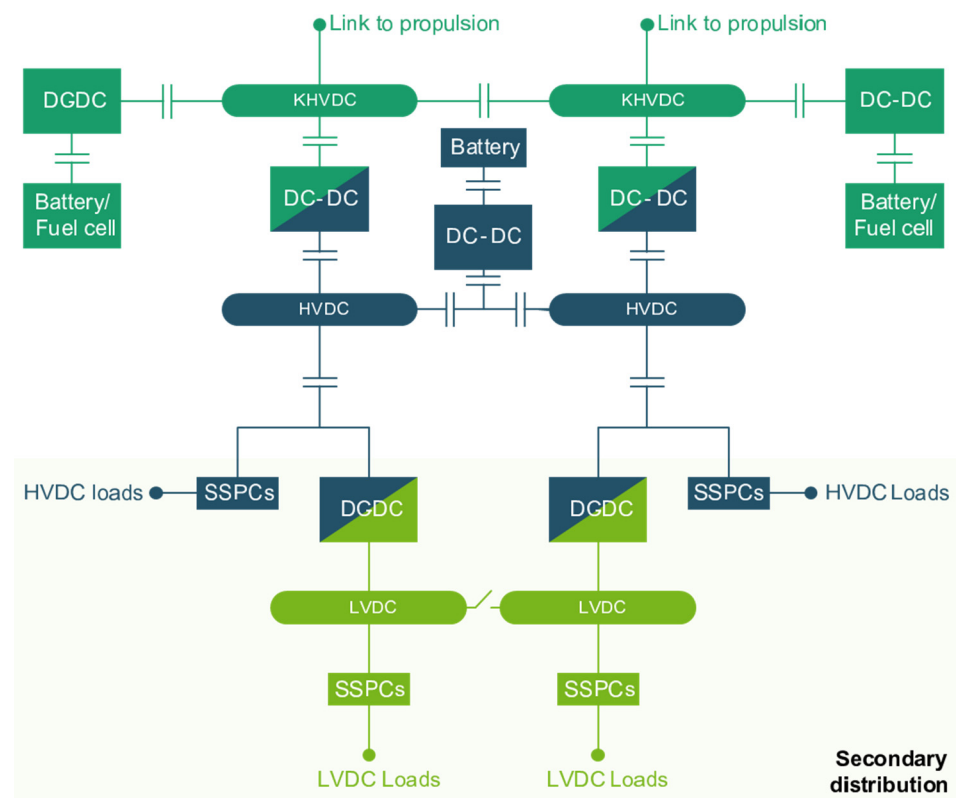 Link to propulsion
Link to propulsion
DGDC
KHVDC
KHVDC
DC-DC
Battery
Battery/
Fuel cell
DC-DC
DC-DC
Battery/
Fuel cell
DC-DC
HVDC
HVDC
HVDC loads
SSPCs
DGDC
DGDC
SSPCs
HVDC Loads
LVDC
LVDC
SSPCs
SSPCs
LVDC Loads
LVDC Loads
Secondary
distribution